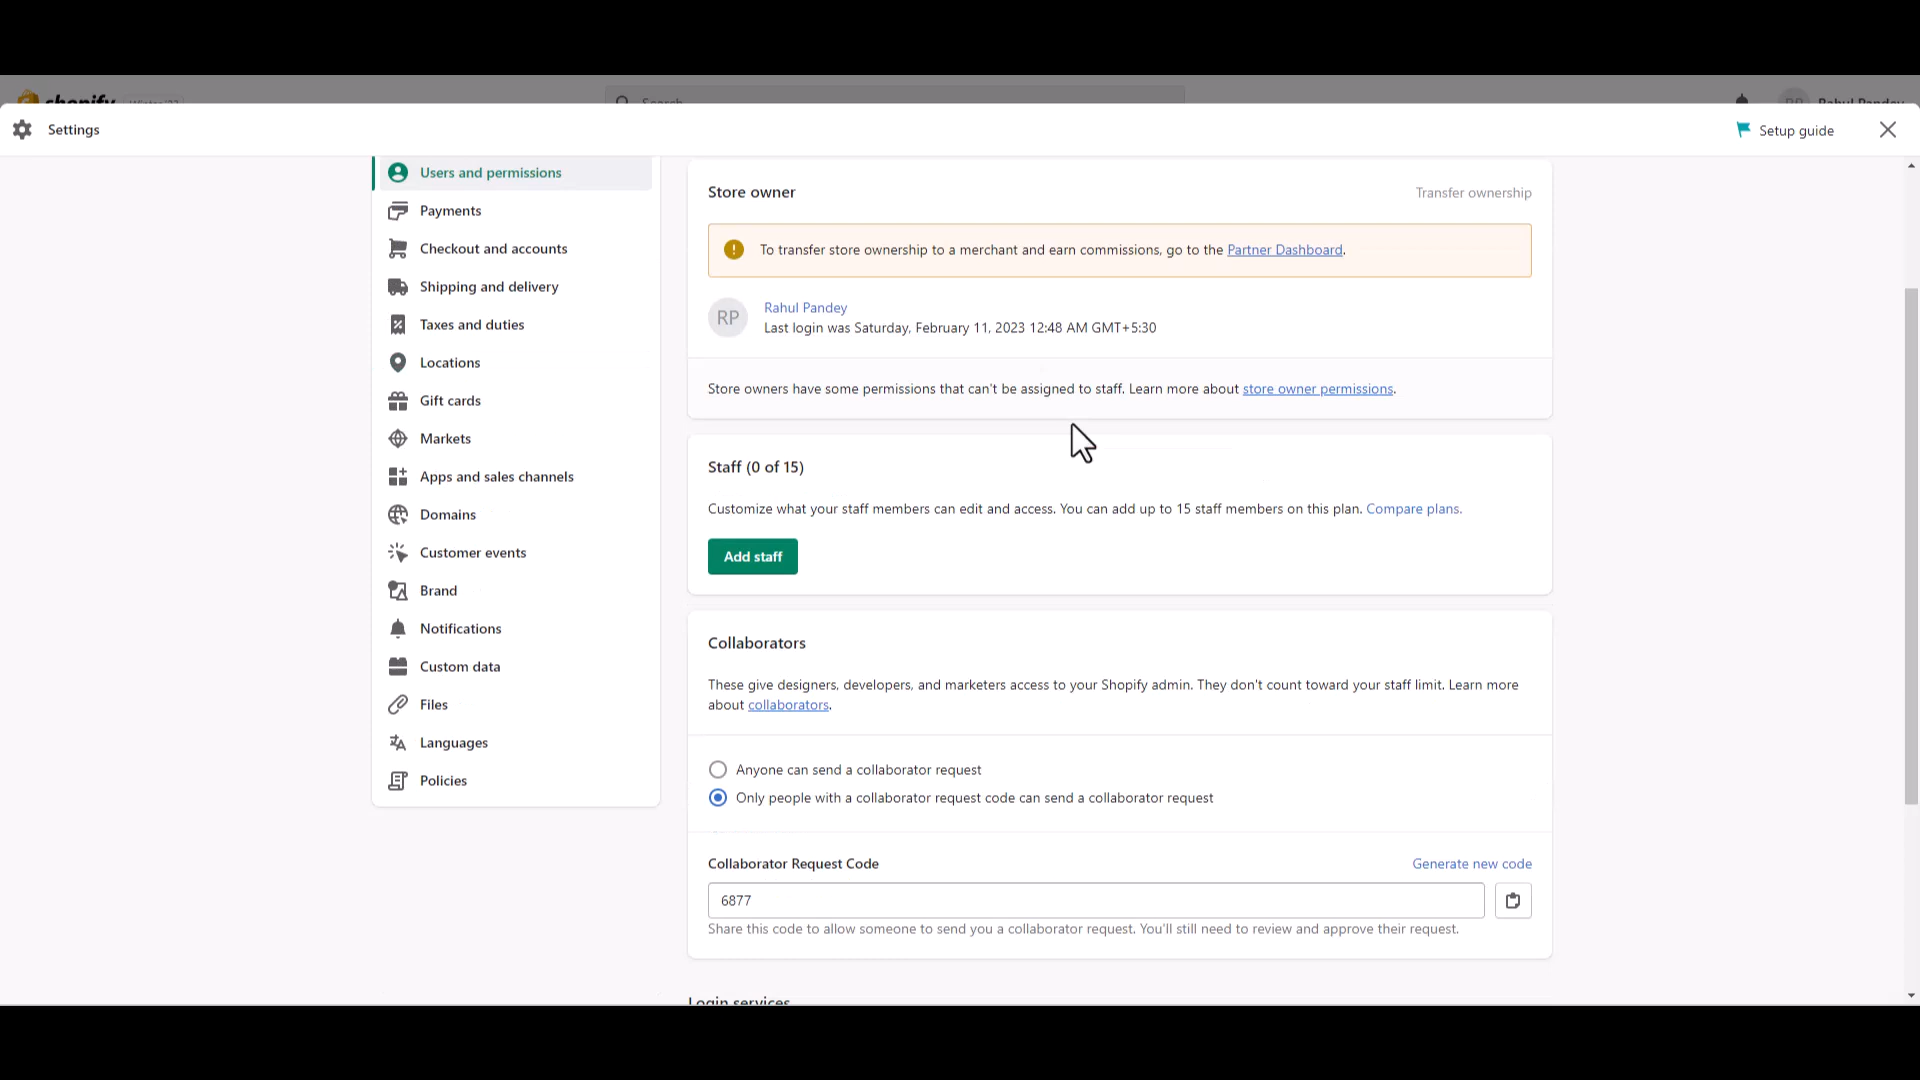 shopify
Search
Rahul Pandey
Settings
Setup guide
Users and permissions
Payments
Checkout and accounts
Shipping and delivery
Taxes and duties
Locations
Gift cards
Markets
Apps and sales channels
Domains
Customer events
Brand
Notifications
Custom data
Files
Languages
Policies
Store owner
Transfer ownership
To transfer store ownership to a merchant and earn commissions, go to the Partner Dashboard.
RP
Rahul Pandey
Last login was Saturday, February 11, 2023 12:48 AM GMT+5:30
Store owners have some permissions that can't be assigned to staff. Learn more about store owner permissions.
Staff (0 of 15)
Customize what your staff members can edit and access. You can add up to 15 staff members on this plan. Compare plans.
Add staff
Collaborators
These give designers, developers, and marketers access to your Shopify admin. They don't count toward your staff limit. Learn more
about collaborators.
Anyone can send a collaborator request
Only people with a collaborator request code can send a collaborator request
Collaborator Request Code
Generate new code
6877
Share this code to allow someone to send you a collaborator request. You'll still need to review and approve their request.
Login services